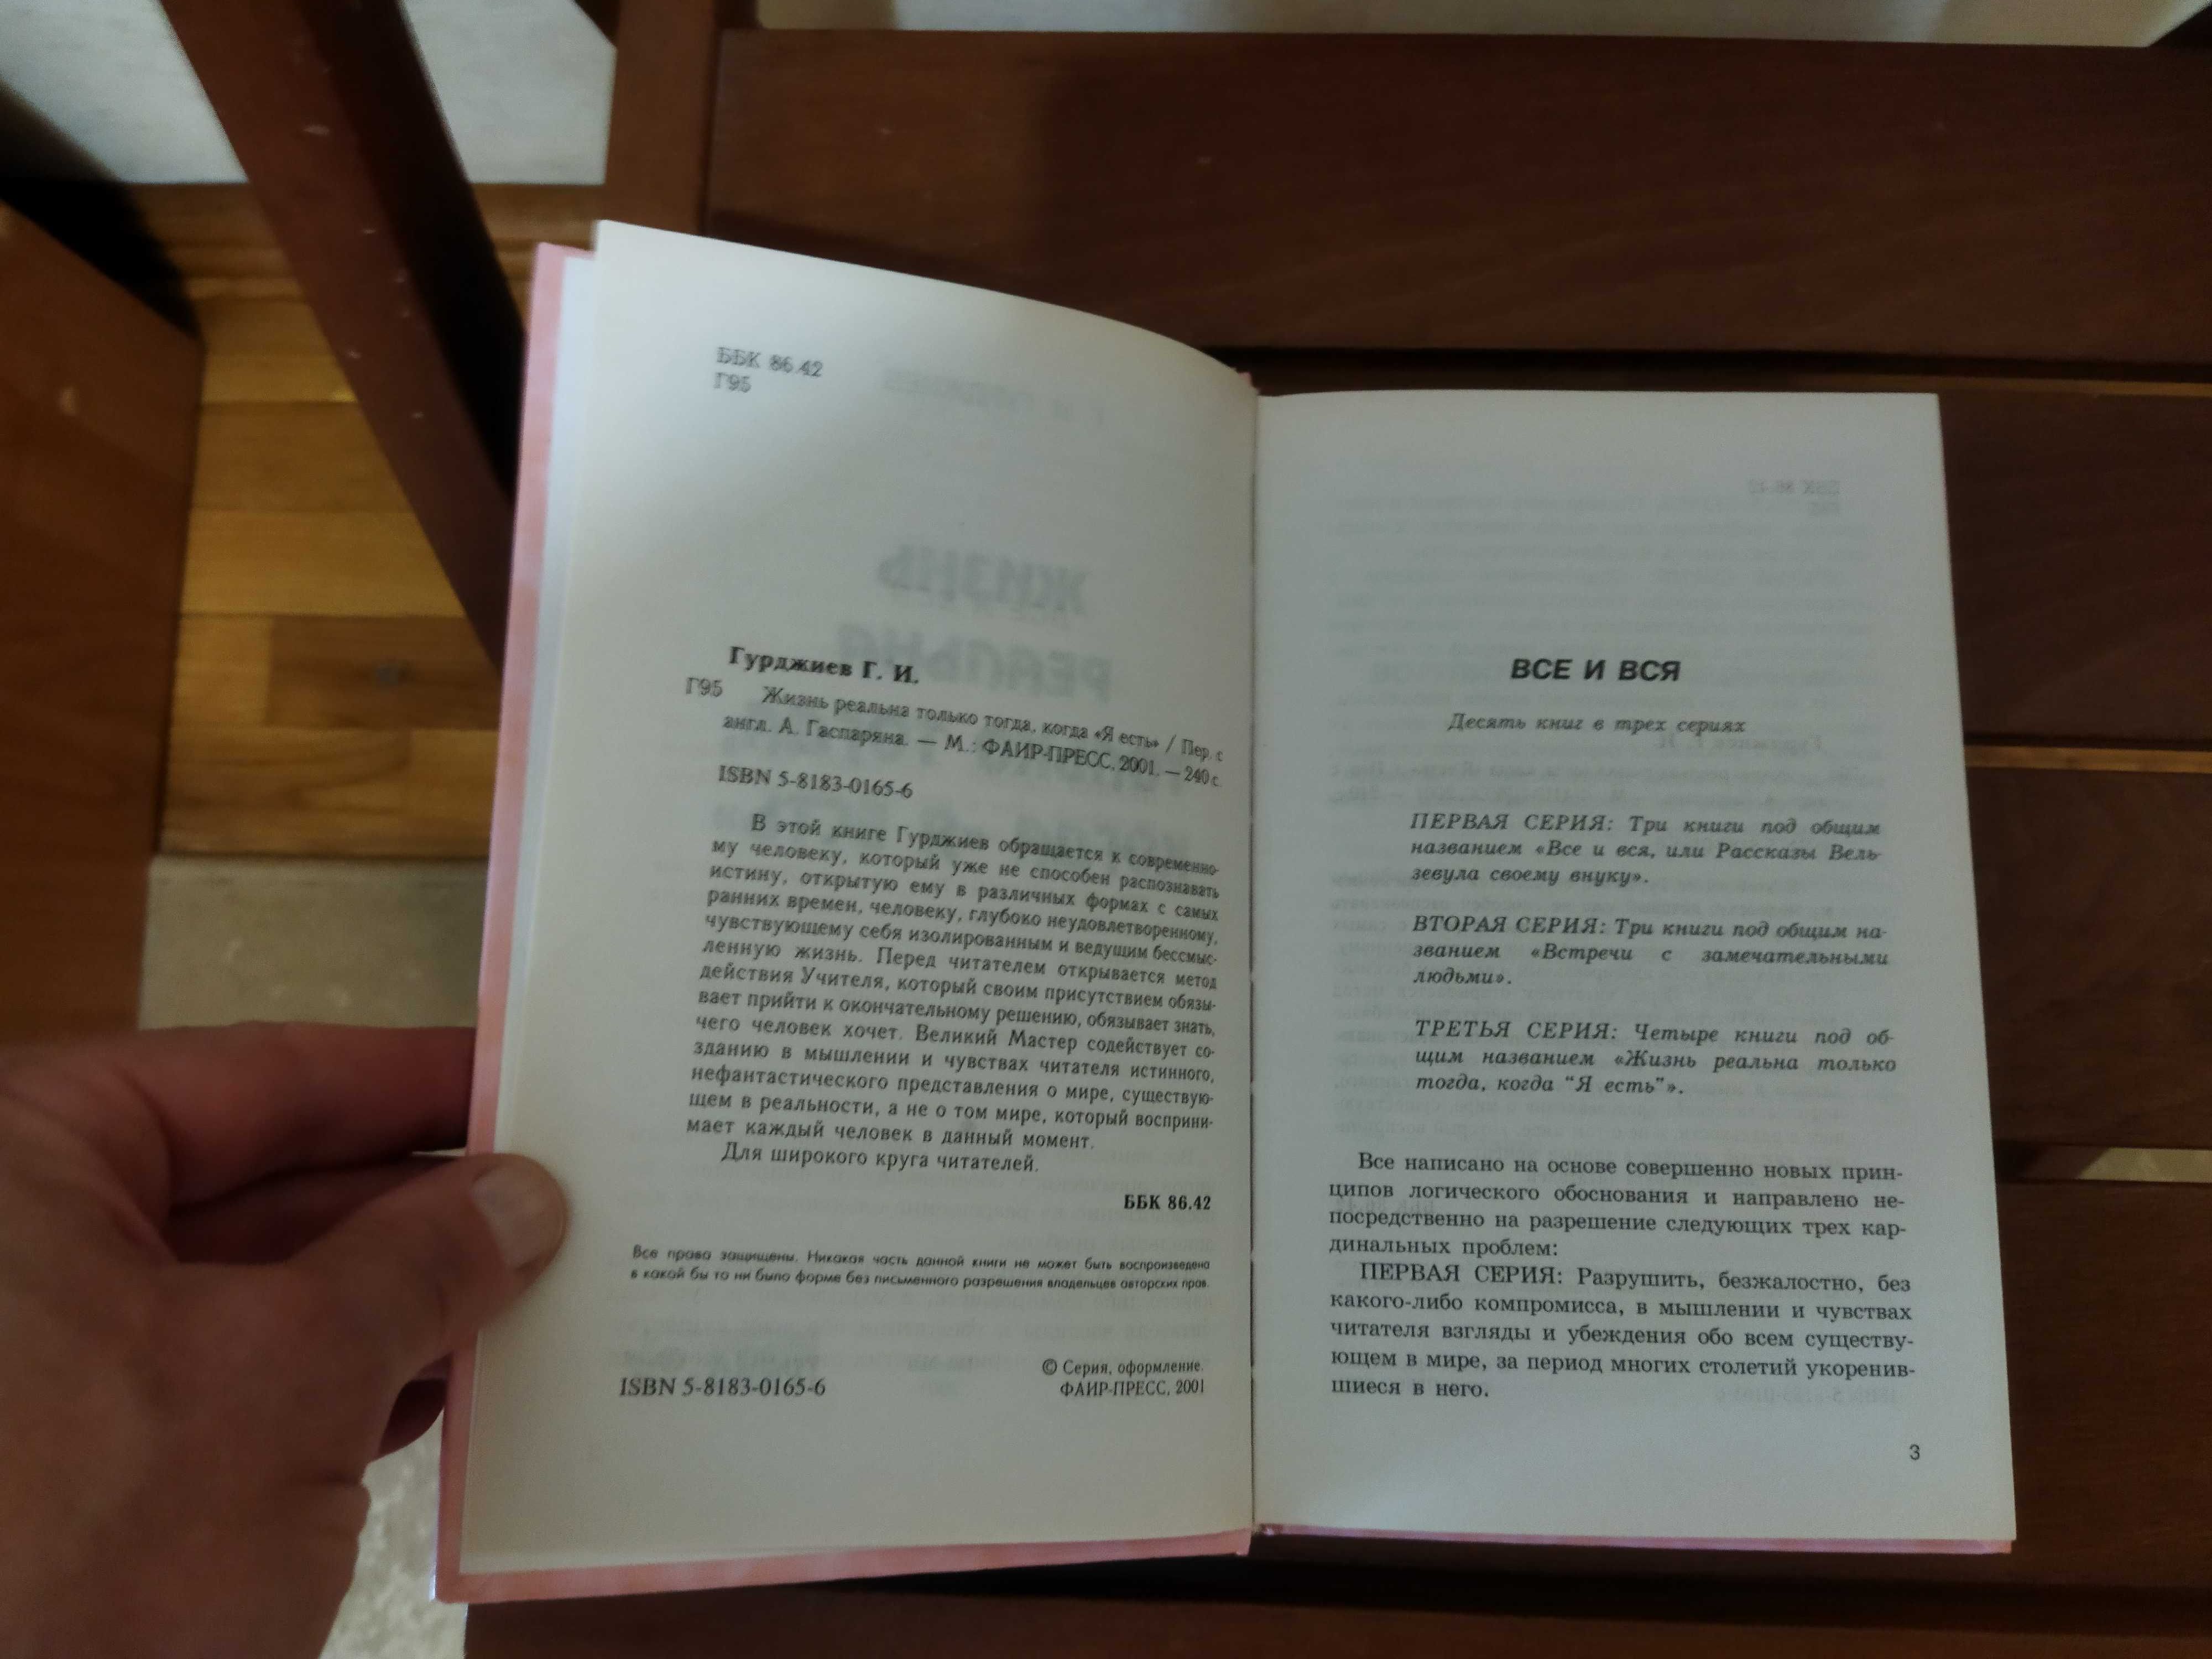 ББК 86.42
Г95
Гурджиев Г. И.
Г95 Жизнь реальна только тогда, когда «Я есть» / Пер. с
англ. А. Гаспаряна. — М.: ФАИР-ПРЕСС, 2001. — 240 с.
ISBN 5-8183-0165-6
В этой книге Гурджиев обращается к современно-
му человеку, который уже не способен распознавать
истину, открытую ему в различных формах с самых
ранних времен, человеку, глубоко неудовлетворенному,
чувствующему себя изолированным и ведущим бессмыс-
ленную жизнь. Перед читателем открывается метод
действия Учителя, который своим присутствием обязы-
вает прийти к окончательному решению, обязывает знать,
чего человек хочет. Великий Мастер содействует со-
зданию в мышлении и чувствах читателя истинного,
нефантастического представления о мире, существую-
щем в реальности, а не о том мире, который восприни-
мает каждый человек в данный момент.
Для широкого круга читателей.
ББК 86.42
Все права защищены. Никакая часть данной книги не может быть воспроизведена
в какой бы то ни было форме без письменного разрешения владельцев авторских прав.
ISBN 5-8183-0165-6
© Серия, оформление.
ФАИР-ПРЕСС, 2001
ВСЕ И ВСЯ
Десять книг в трех сериях
ПЕРВАЯ СЕРИЯ: Три книги под общим
названием «Все и вся, или Рассказы Вель-
зевула своему внуку».
ВТОРАЯ СЕРИЯ: Три книги под общим на-
званием «Встречи с замечательными
людьми».
ТРЕТЬЯ СЕРИЯ: Четыре книги под об-
щим названием «Жизнь реальна только
тогда, когда "Я есть"».
Все написано на основе совершенно новых прин-
ципов логического обоснования и направлено не-
посредственно на разрешение следующих трех кар-
динальных проблем:
ПЕРВАЯ СЕРИЯ: Разрушить, безжалостно, без
какого-либо компромисса, в мышлении и чувствах
читателя взгляды и убеждения обо всем существу-
ющем в мире, за период многих столетий укоренив-
шиеся в него.
3